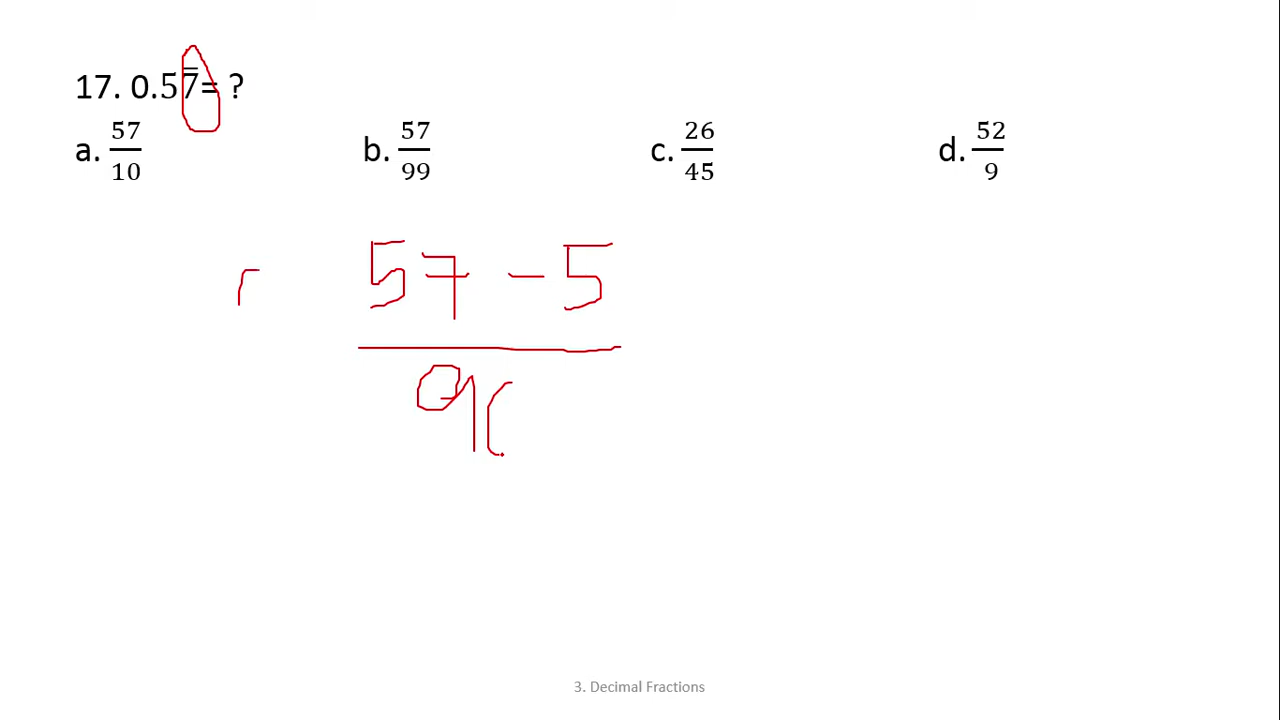 17. 0.57̅= ?
a. 57/10 b. 57/99 c. 26/45 d. 52/9
57 - 5
9
3. Decimal Fractions